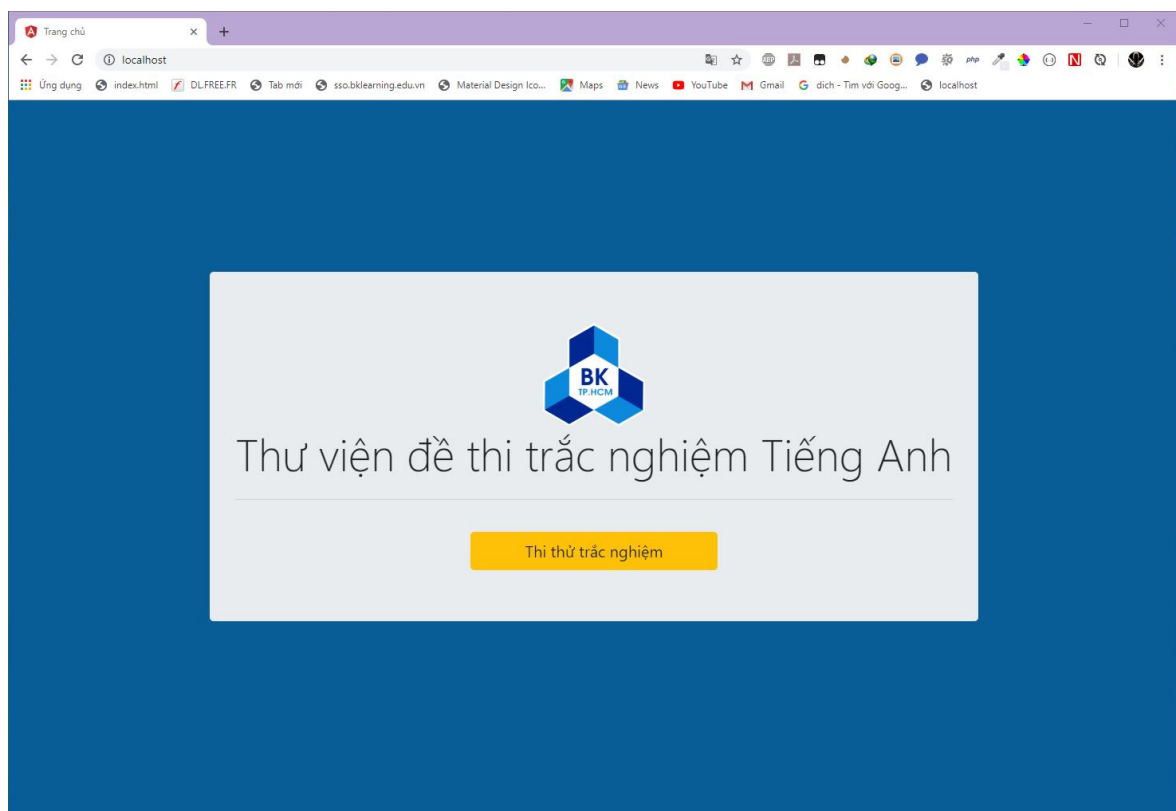 Trang chủ
localhost
ABP
php
N
Ứng dụng index.html DL.FREE.FR Tab mới sso.bklearning.edu.vn Material Design Ico... Maps News YouTube Gmail dich - Tìm với Goog... localhost
BK
TP.HCM
Thư viện đề thi trắc nghiệm Tiếng Anh
Thi thử trắc nghiệm